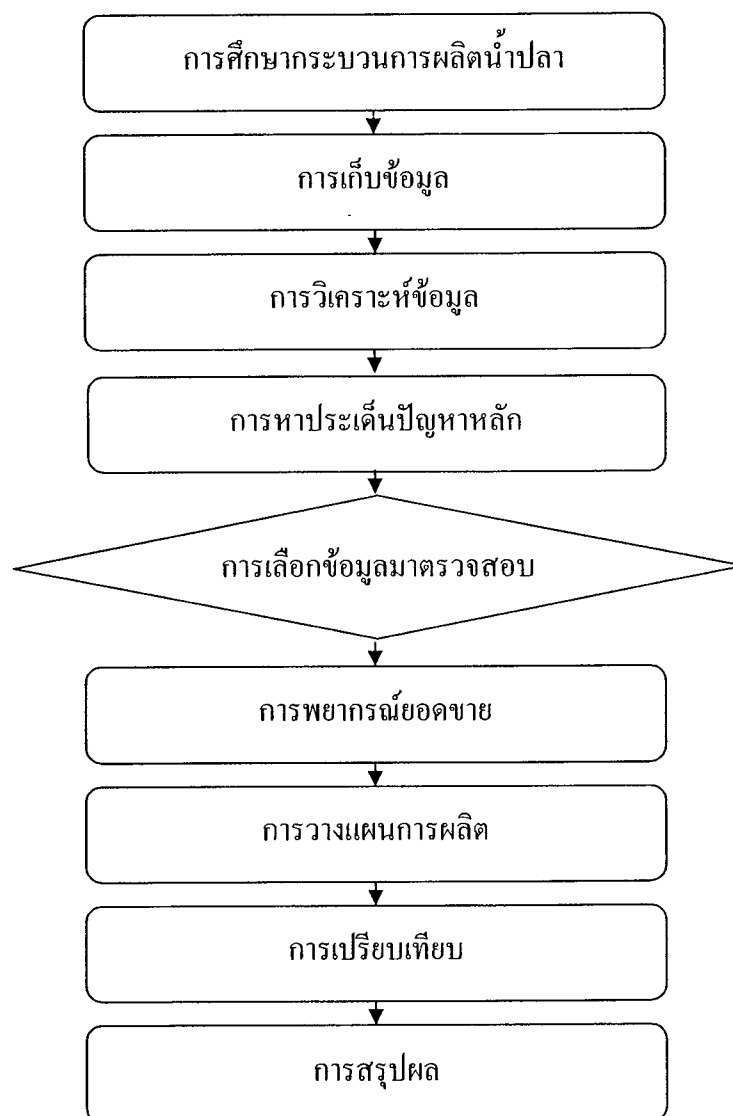 การศึกษากระบวนการผลิตน้ำปลา
การเก็บข้อมูล
การวิเคราะห์ข้อมูล
การหาประเด็นปัญหาหลัก
การเลือกข้อมูลมาตรวจสอบ
การพยากรณ์ยอดขาย
การวางแผนการผลิต
การเปรียบเทียบ
การสรุปผล